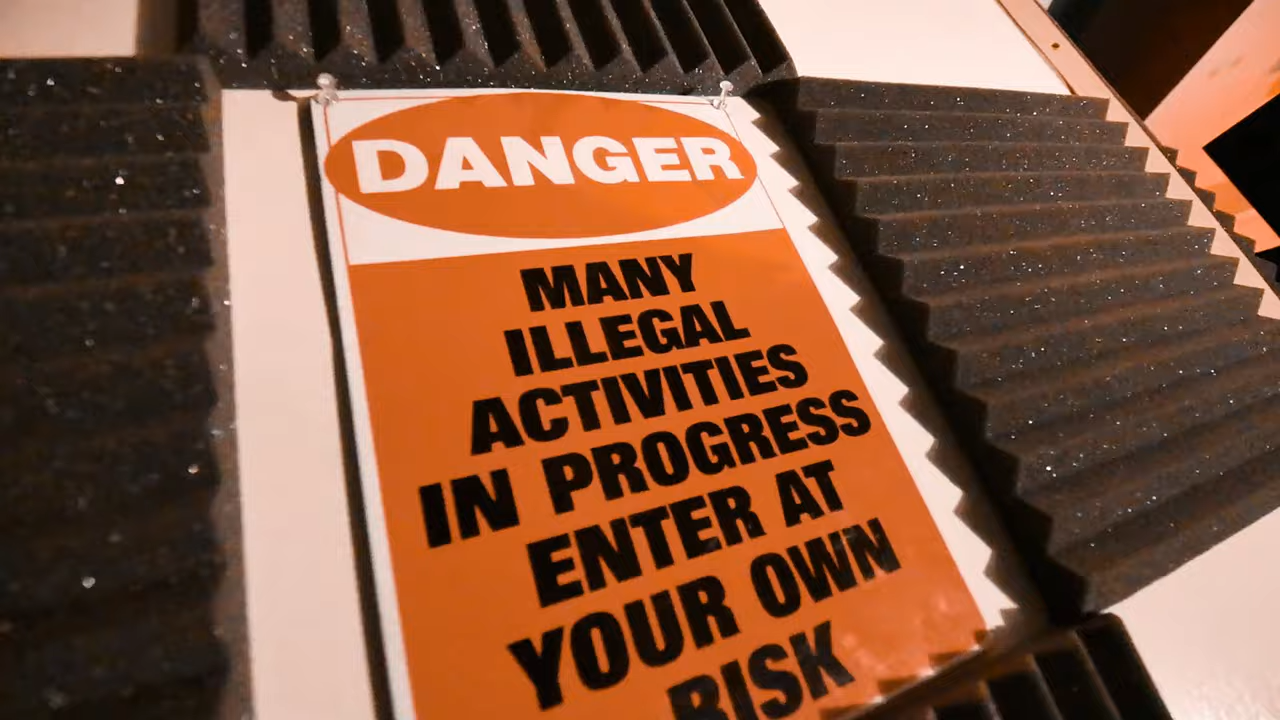 DANGER
MANY
ILLEGAL
ACTIVITIES
IN PROGRESS
ENTER AT
YOUR OWN
RISK